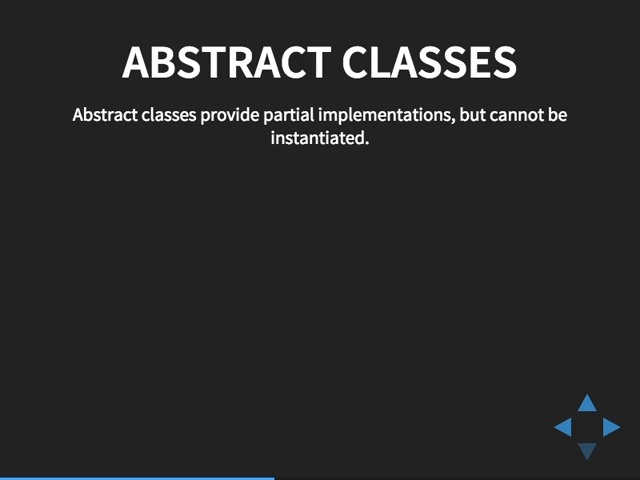 ABSTRACT CLASSES
Abstract classes provide partial implementations, but cannot be
instantiated.